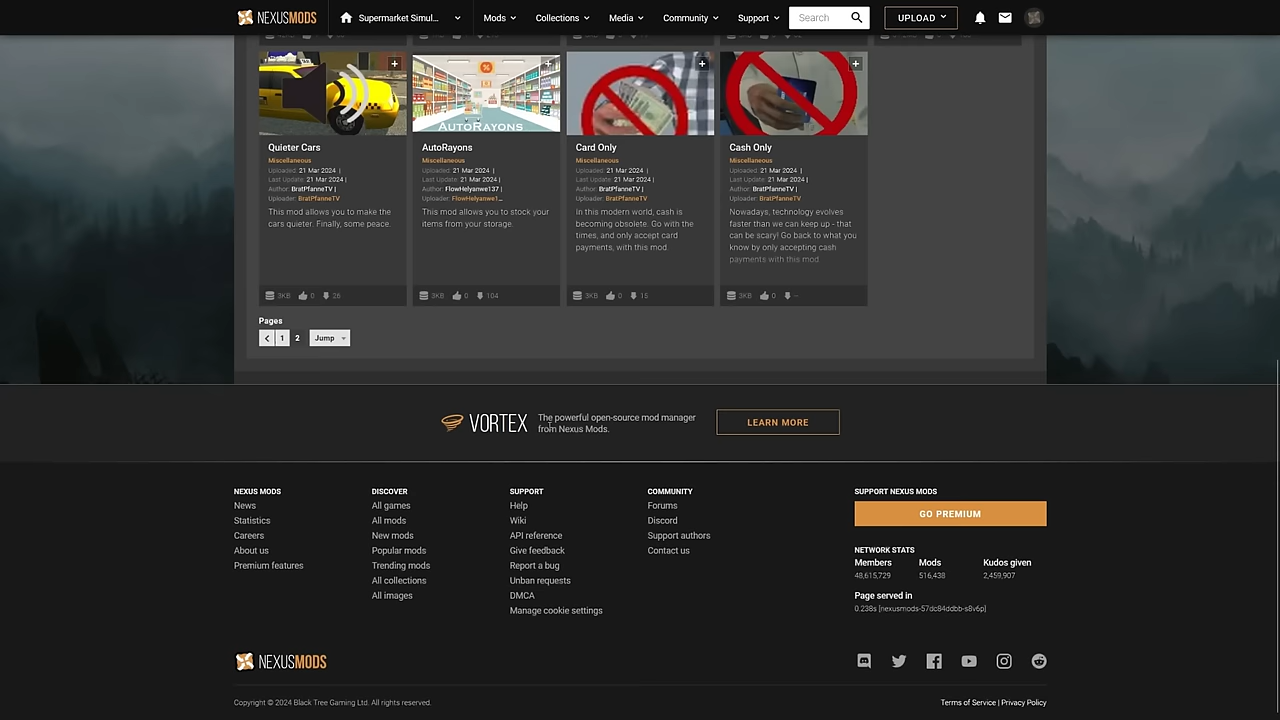 NEXUSMODS
Supermarket Simul...
Mods
Collections
Media
Community
Support
Search
UPLOAD
AUTORAYONS
Quieter Cars
Miscellaneous
Uploaded: 21 Mar 2024 |
Last Update: 21 Mar 2024 |
Author: BratPfanneTV |
Uploader: BratPfanneTV
This mod allows you to make the
cars quieter. Finally, some peace.
3KB 0 26
AutoRayons
Miscellaneous
Uploaded: 21 Mar 2024 |
Last Update: 21 Mar 2024 |
Author: FlowHelyanwe137 |
Uploader: FlowHelyanwe1...
This mod allows you to stock your
items from your storage.
3KB 0 104
Card Only
Miscellaneous
Uploaded: 21 Mar 2024 |
Last Update: 21 Mar 2024 |
Author: BratPfanneTV |
Uploader: BratPfanneTV
In this modern world, cash is
becoming obsolete. Go with the
times, and only accept card
payments, with this mod.
3KB 0 15
Cash Only
Miscellaneous
Uploaded: 21 Mar 2024 |
Last Update: 21 Mar 2024 |
Author: BratPfanneTV |
Uploader: BratPfanneTV
Nowadays, technology evolves
faster than we can keep up - that
can be scary! Go back to what you
know by only accepting cash
payments with this mod.
3KB 0 --
Pages
1 2 Jump
VORTEX
The powerful open-source mod manager
from Nexus Mods.
LEARN MORE
NEXUS MODS
News
Statistics
Careers
About us
Premium features
DISCOVER
All games
All mods
New mods
Popular mods
Trending mods
All collections
All images
SUPPORT
Help
Wiki
API reference
Give feedback
Report a bug
Unban requests
DMCA
Manage cookie settings
COMMUNITY
Forums
Discord
Support authors
Contact us
SUPPORT NEXUS MODS
GO PREMIUM
NETWORK STATS
Members Mods Kudos given
48,615,729 516,438 2,459,907
Page served in
0.238s [nexusmods-57dc84ddbb-s8v6p]
NEXUSMODS
Copyright © 2024 Black Tree Gaming Ltd. All rights reserved.
Terms of Service | Privacy Policy